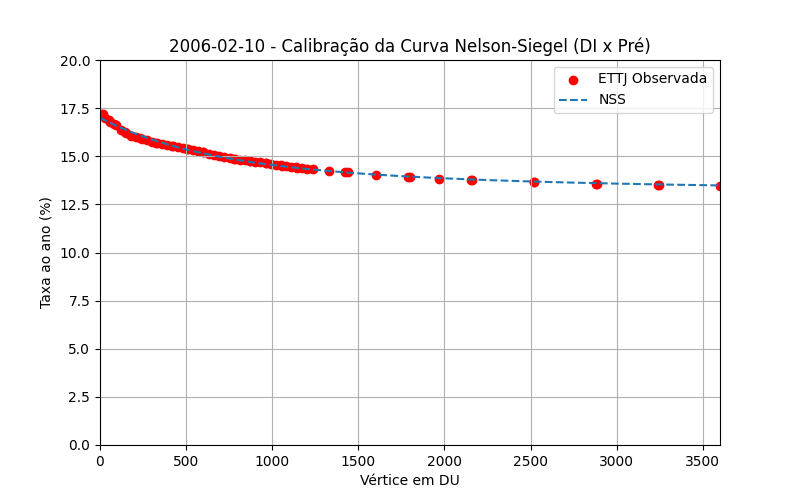 2006-02-10 - Calibração da Curva Nelson-Siegel (DI x Pré)
ETTJ Observada
NSS
Taxa ao ano (%)
20.0
17.5
15.0
12.5
10.0
7.5
5.0
2.5
0.0
0 500 1000 1500 2000 2500 3000 3500
Vértice em DU